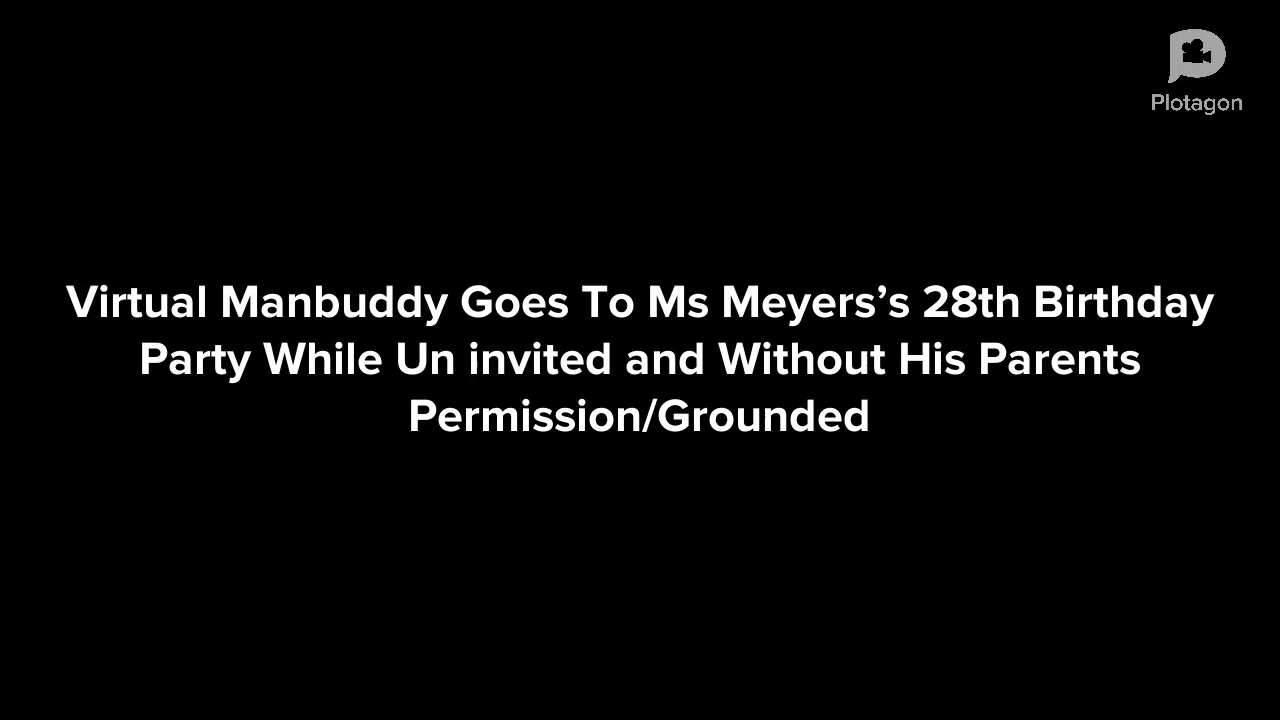 Plotagon
Virtual Manbuddy Goes To Ms Meyers’s 28th Birthday
Party While Un invited and Without His Parents
Permission/Grounded